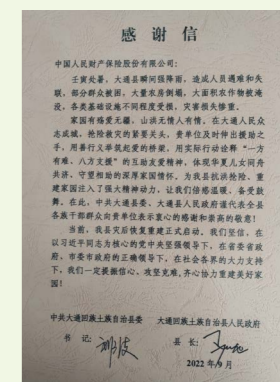 感谢信
中国人民财产保险股份有限公司：
壬寅处暑，大通县瞬间强降雨，造成人员遇难和失
联，部分群众被困，大量农房倒塌，大面积农作物被淹
没，各类基础设施不同程度受损，灾害损失惨重。
家园有殇爱无疆，山洪无情人有情。在大通人民众
志成城，抢险救灾的紧要关头，贵单位及时伸出援助之
手，用善行义举筑起爱的桥梁，用实际行动诠释“一方
有难、八方支援”的互助友爱精神，体现华夏儿女同舟
共济、守望相助的深厚家国情怀。为我县抗洪抢险、重
建家园注入了强大精神动力，让我们倍感温暖、备受鼓
舞。在此，中共大通县委、大通县人民政府谨代表全县
各族干部群众向贵单位表示衷心的感谢和崇高的敬意！
当前，我县灾后恢复重建正式启动。我们坚信，在
以习近平同志为核心的党中央坚强领导下，在省委省政
府、市委市政府的正确领导下，在社会各界的大力支持
下，我们一定提振信心、攻坚克难，齐心协力重建美好家
园！
中共大通回族土族自治县委 大通回族土族自治县人民政府
书记： 县长：
2022年9月